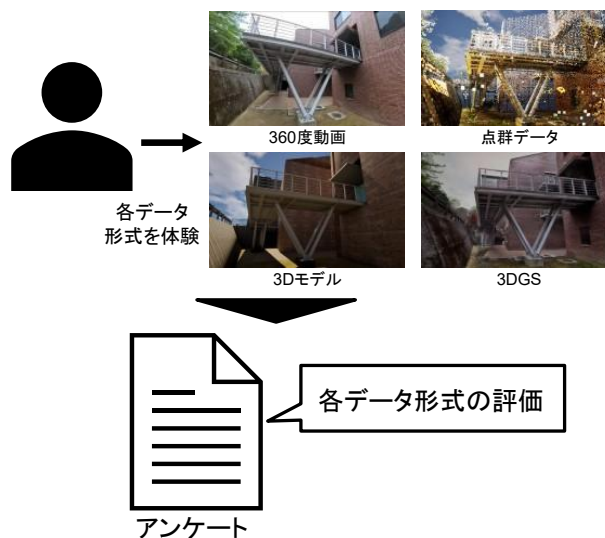 360度動画
点群データ
各データ
形式を体験
3Dモデル
3DGS
各データ形式の評価
アンケート